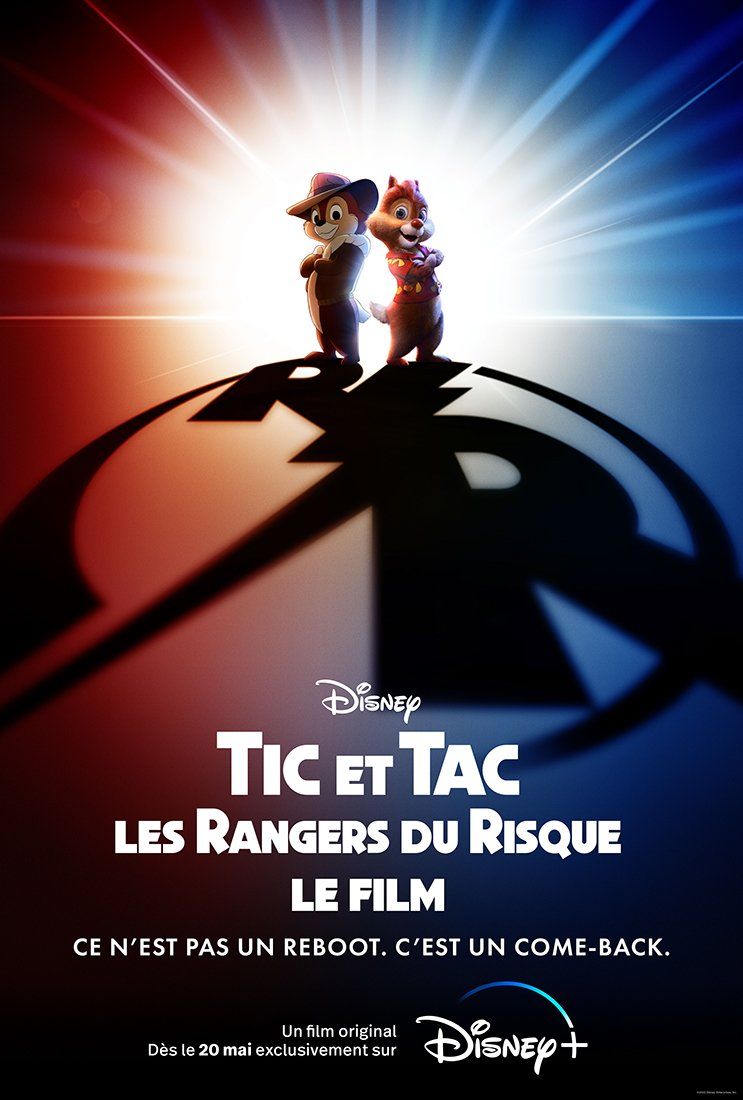 RR
Disney
TIC ET TAC
LES RANGERS DU RISQUE
LE FILM
CE N'EST PAS UN REBOOT. C'EST UN COME-BACK.
Un film original
Dès le 20 mai exclusivement sur
Disney+